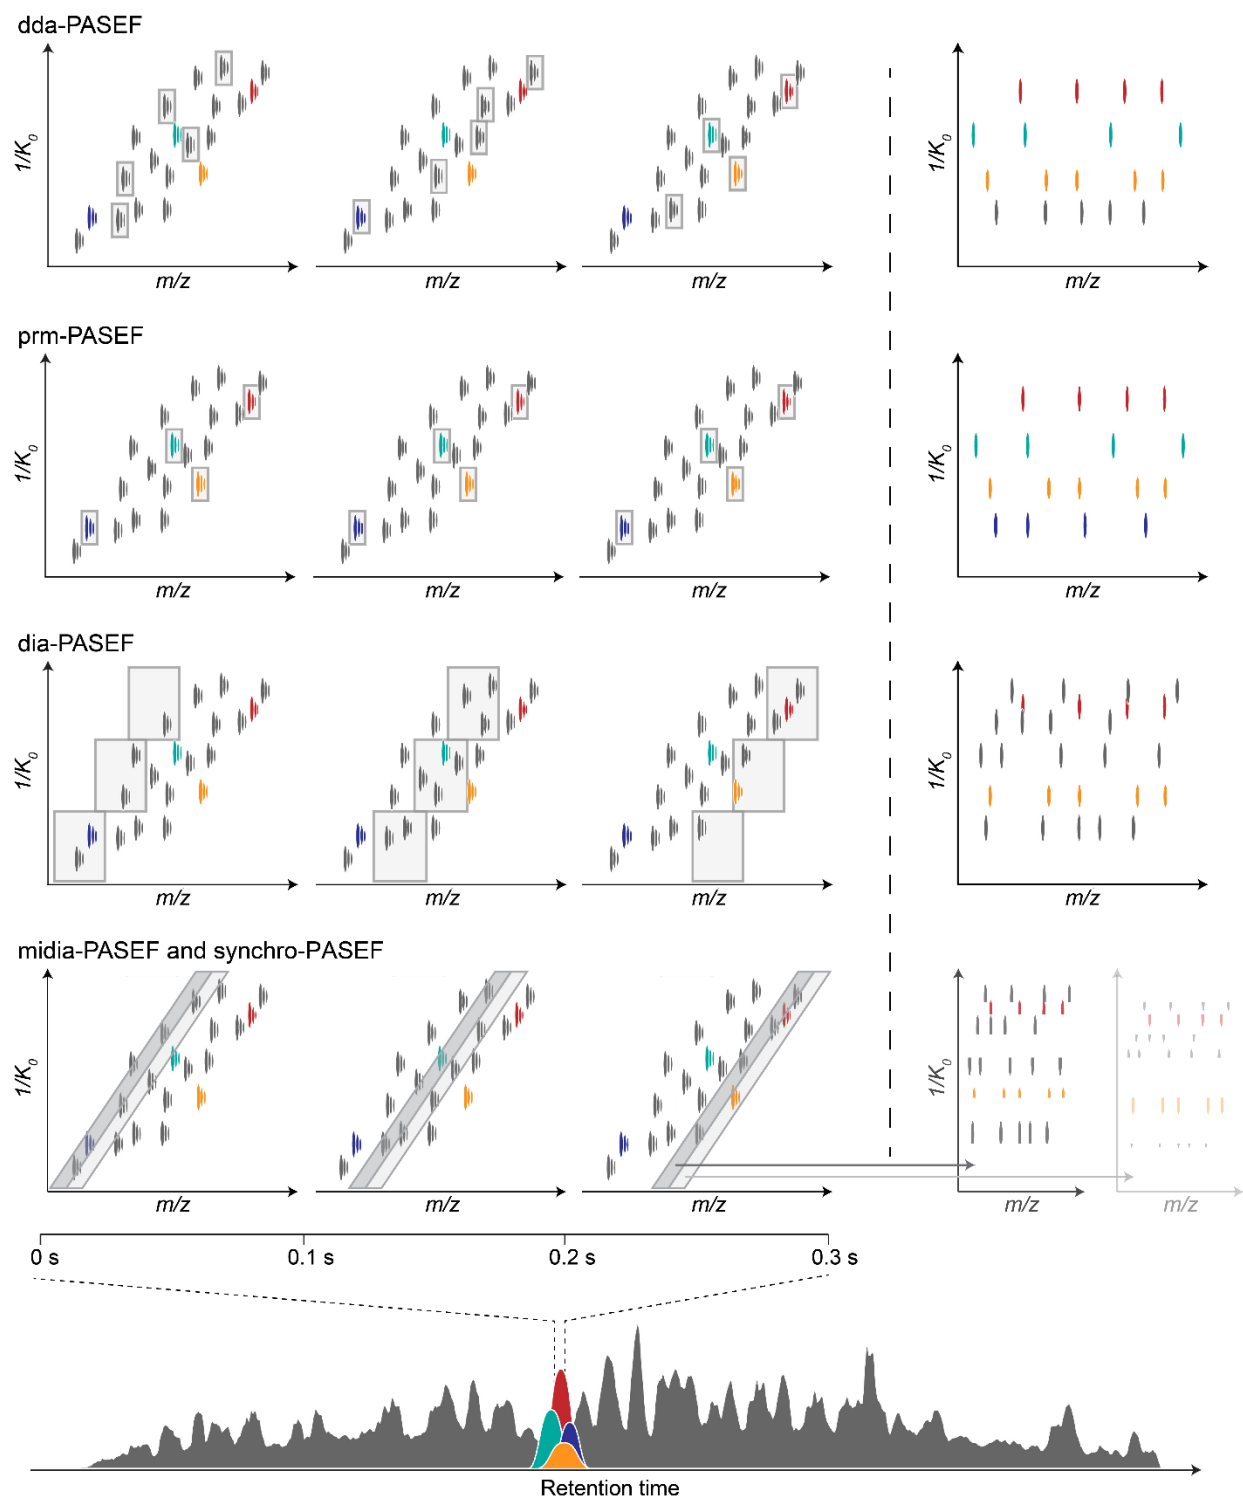 dda-PASEF
1/K0
m/z
m/z
m/z
1/K0
m/z
prm-PASEF
1/K0
m/z
m/z
m/z
1/K0
m/z
dia-PASEF
1/K0
m/z
m/z
m/z
1/K0
m/z
midia-PASEF and synchro-PASEF
1/K0
m/z
m/z
m/z
1/K0
m/z
m/z
0 s
0.1 s
0.2 s
0.3 s
Retention time